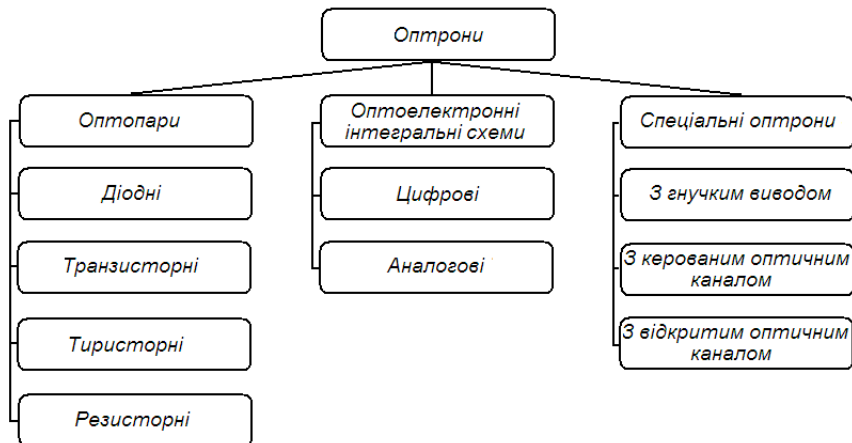 Оптрони
Оптопари
Діодні
Транзисторні
Тиристорні
Резисторні
Оптоелектронні
інтегральні схеми
Цифрові
Аналогові
Спеціальні оптрони
З гнучким виводом
З керованим оптичним
каналом
З відкритим оптичним
каналом